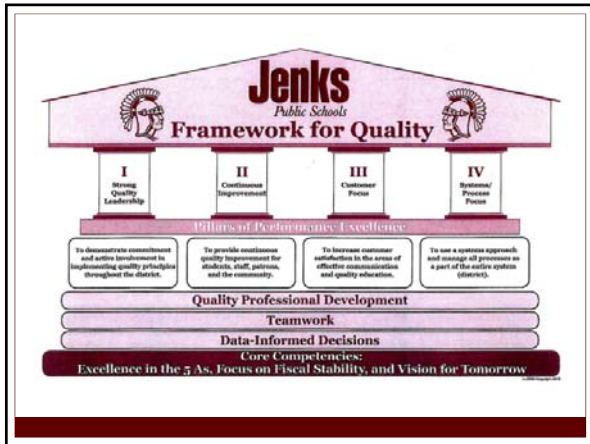 Jenks
Public Schools
Framework for Quality
I
Strong
Quality
Leadership
II
Continuous
Improvement
III
Customer
Focus
IV
Systems/
Process
Focus
Pillars of Performance Excellence
To demonstrate commitment
and active involvement in
implementing quality principles
throughout the district.
To provide continuous
quality improvement for
students, staff, patrons,
and the community.
To increase customer
satisfaction in the areas of
effective communication
and quality education.
To use a systems approach
and manage all processes as
a part of the entire system
(district).
Quality Professional Development
Teamwork
Data-Informed Decisions
Core Competencies:
Excellence in the 5 As, Focus on Fiscal Stability, and Vision for Tomorrow